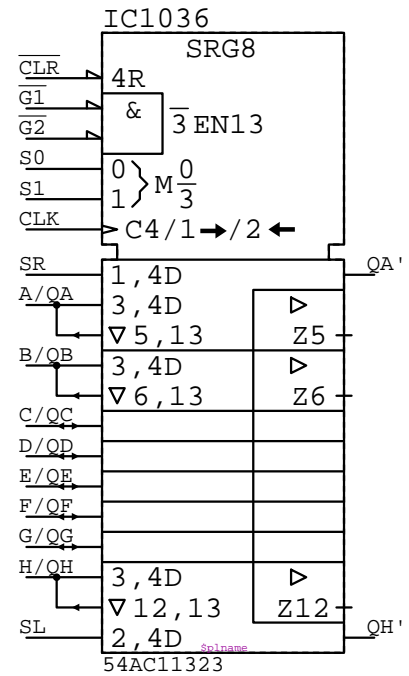 IC1036
SRG8
CLR 4R
G1 &
G2 3 EN13
S0 0 M 0
S1 1 3
CLK C4/1→/2←
SR 1,4D QA'
A/QA 3,4D ▷
▽5,13 Z5
B/QB 3,4D ▷
▽6,13 Z6
C/QC
D/QD
E/QE
F/QF
G/QG
H/QH 3,4D ▷
▽12,13 Z12
SL 2,4D QH'
$plname
54AC11323